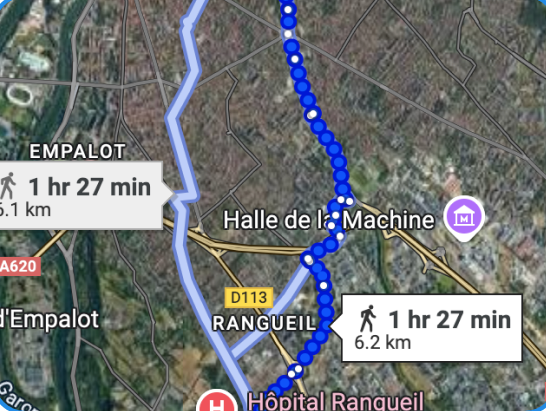 EMPALOT
1 hr 27 min
6.1 km
Halle de la Machine
M
A620
D113
d'Empalot
RANGUEIL
1 hr 27 min
6.2 km
Garo
H
Hôpital Rangueil